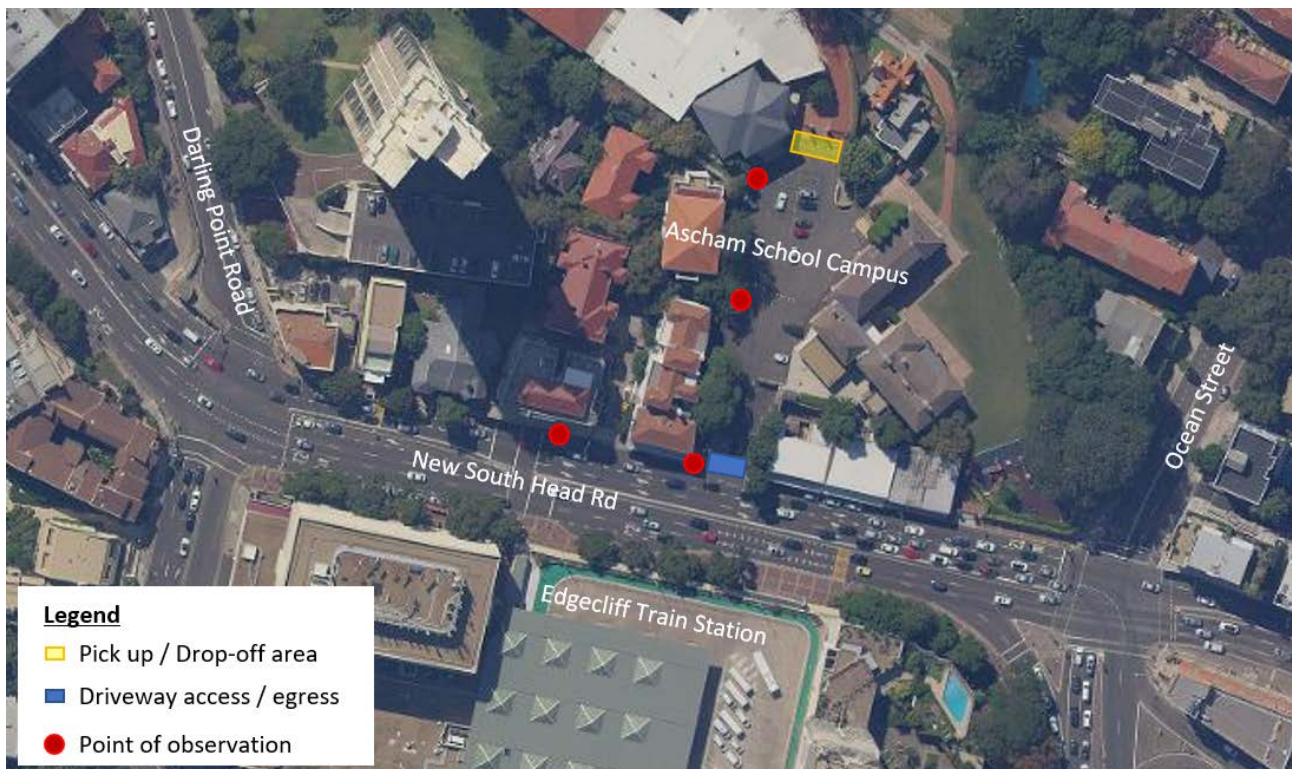 Darling Point Road
Ascham School Campus
Ocean Street
New South Head Rd
Edgecliff Train Station
Legend
Pick up / Drop-off area
Driveway access / egress
Point of observation